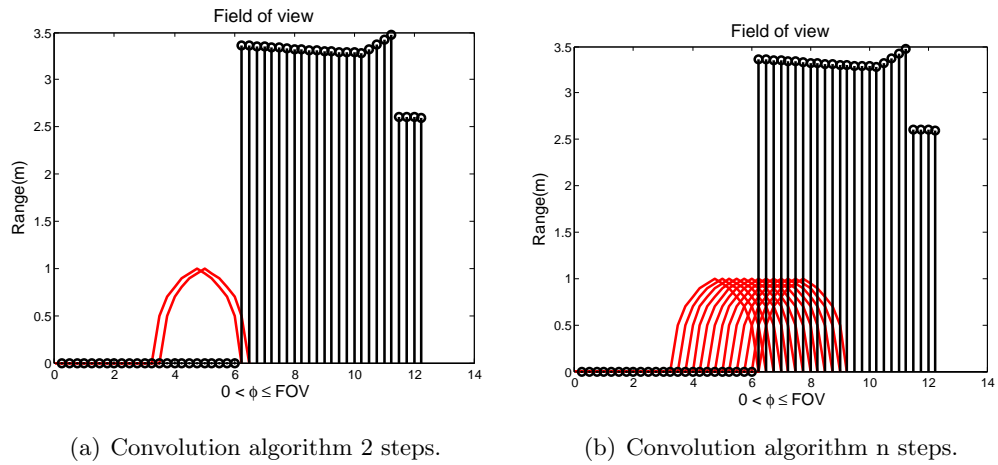 Field of view
3.5
3
2.5
2
1.5
1
0.5
0
Range(m)
0 2 4 6 8 10 12 14
0 < ϕ ≤ FOV
(a) Convolution algorithm 2 steps.
Field of view
3.5
3
2.5
2
1.5
1
0.5
0
Range(m)
0 2 4 6 8 10 12 14
0 < ϕ ≤ FOV
(b) Convolution algorithm n steps.